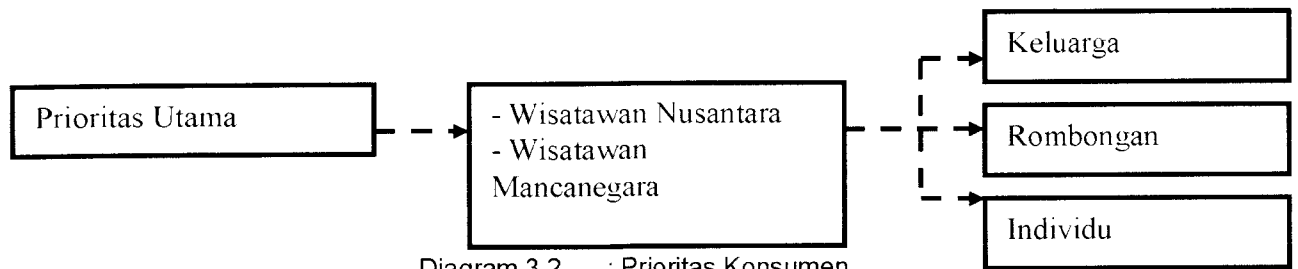 Prioritas Utama
- Wisatawan Nusantara
- Wisatawan
Mancanegara
Keluarga
Rombongan
Individu
Diagram 3.2 : Prioritas Konsumen